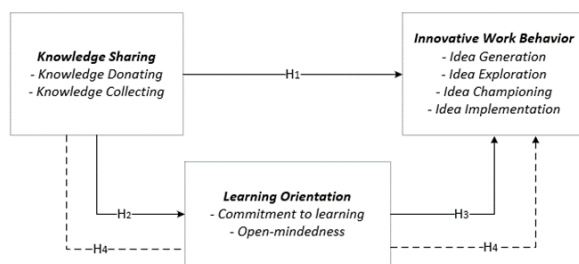 Knowledge Sharing
- Knowledge Donating
- Knowledge Collecting
H1
Innovative Work Behavior
- Idea Generation
- Idea Exploration
- Idea Championing
- Idea Implementation
H2
Learning Orientation
- Commitment to learning
- Open-mindedness
H3
H4
H4